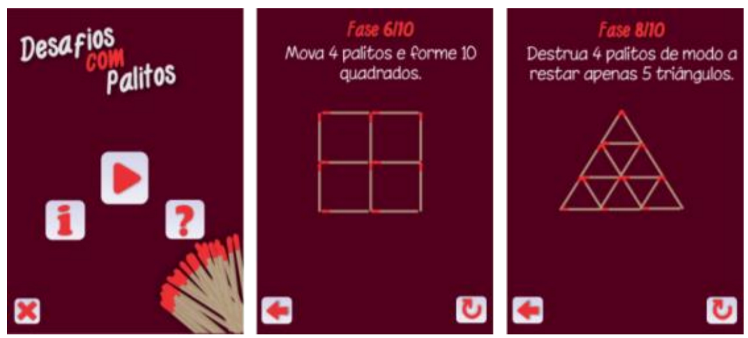 Desafios
com
Palitos
i
?
Fase 6/10
Mova 4 palitos e forme 10
quadrados.
Fase 8/10
Destrua 4 palitos de modo a
restar apenas 5 triângulos.